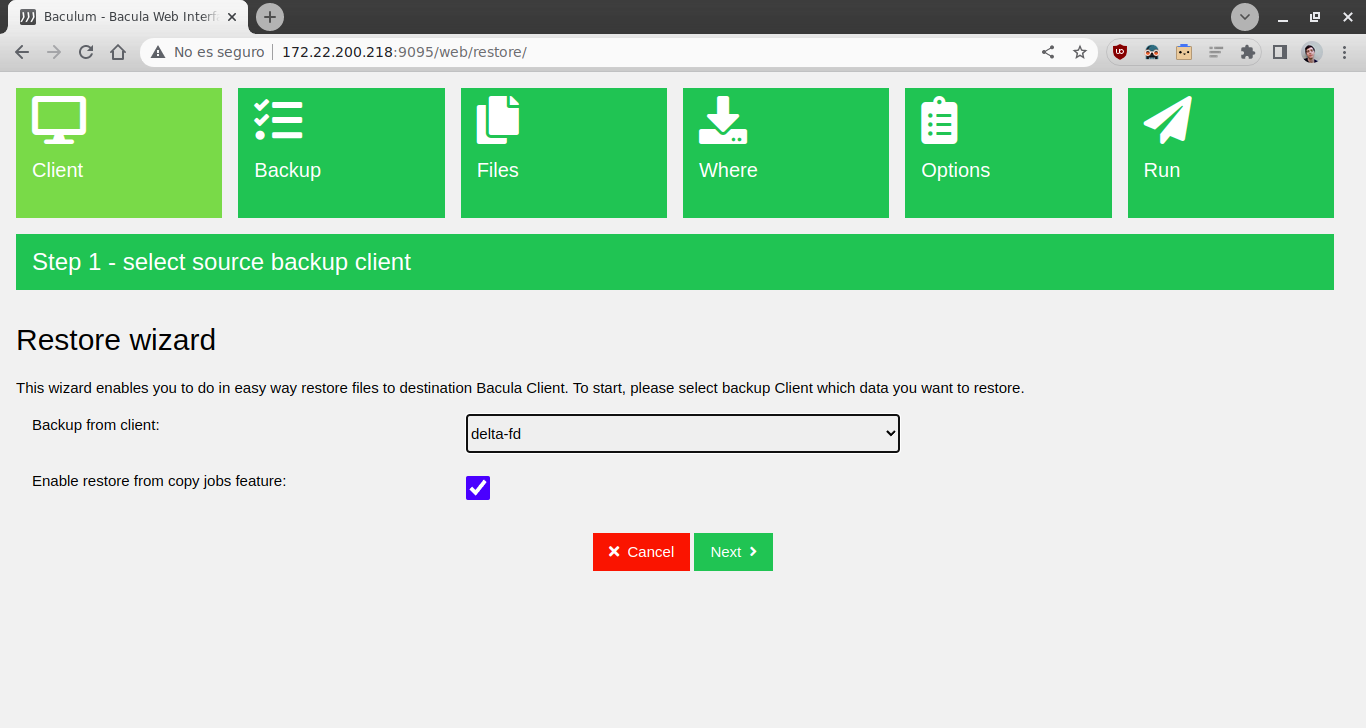 Baculum - Bacula Web Interfa
No es seguro 172.22.200.218:9095/web/restore/
Client
Backup
Files
Where
Options
Run
Step 1 - select source backup client
Restore wizard
This wizard enables you to do in easy way restore files to destination Bacula Client. To start, please select backup Client which data you want to restore.
Backup from client:
delta-fd
Enable restore from copy jobs feature:
Cancel
Next